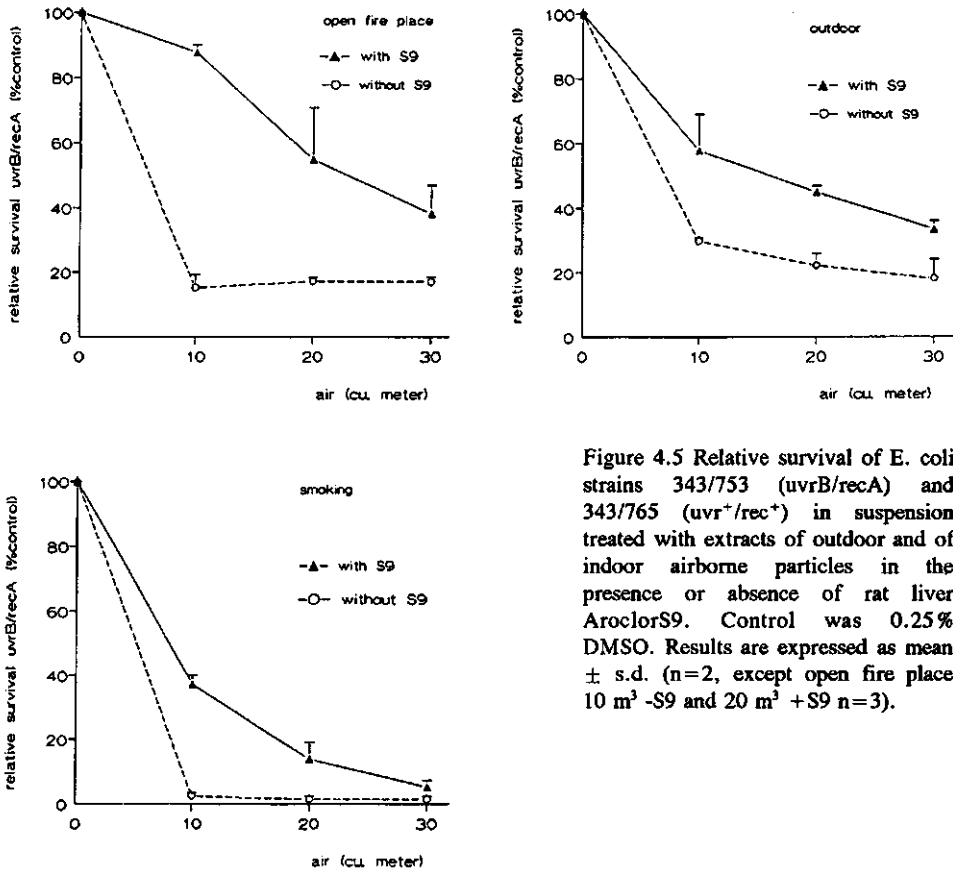 open fire place
with S9
without S9
relative survival uvrB/recA (%control)
100
80
60
40
20
0
0 10 20 30
air (cu. meter)
outdoor
with S9
without S9
relative survival uvrB/recA (%control)
100
80
60
40
20
0
0 10 20 30
air (cu. meter)
smoking
with S9
without S9
relative survival uvrB/recA (%control)
100
80
60
40
20
0
0 10 20 30
air (cu. meter)
Figure 4.5 Relative survival of E. coli
strains 343/753 (uvrB/recA) and
343/765 (uvr⁺/rec⁺) in suspension
treated with extracts of outdoor and of
indoor airborne particles in the
presence or absence of rat liver
AroclorS9. Control was 0.25%
DMSO. Results are expressed as mean
± s.d. (n=2, except open fire place
10 m³ -S9 and 20 m³ +S9 n=3).